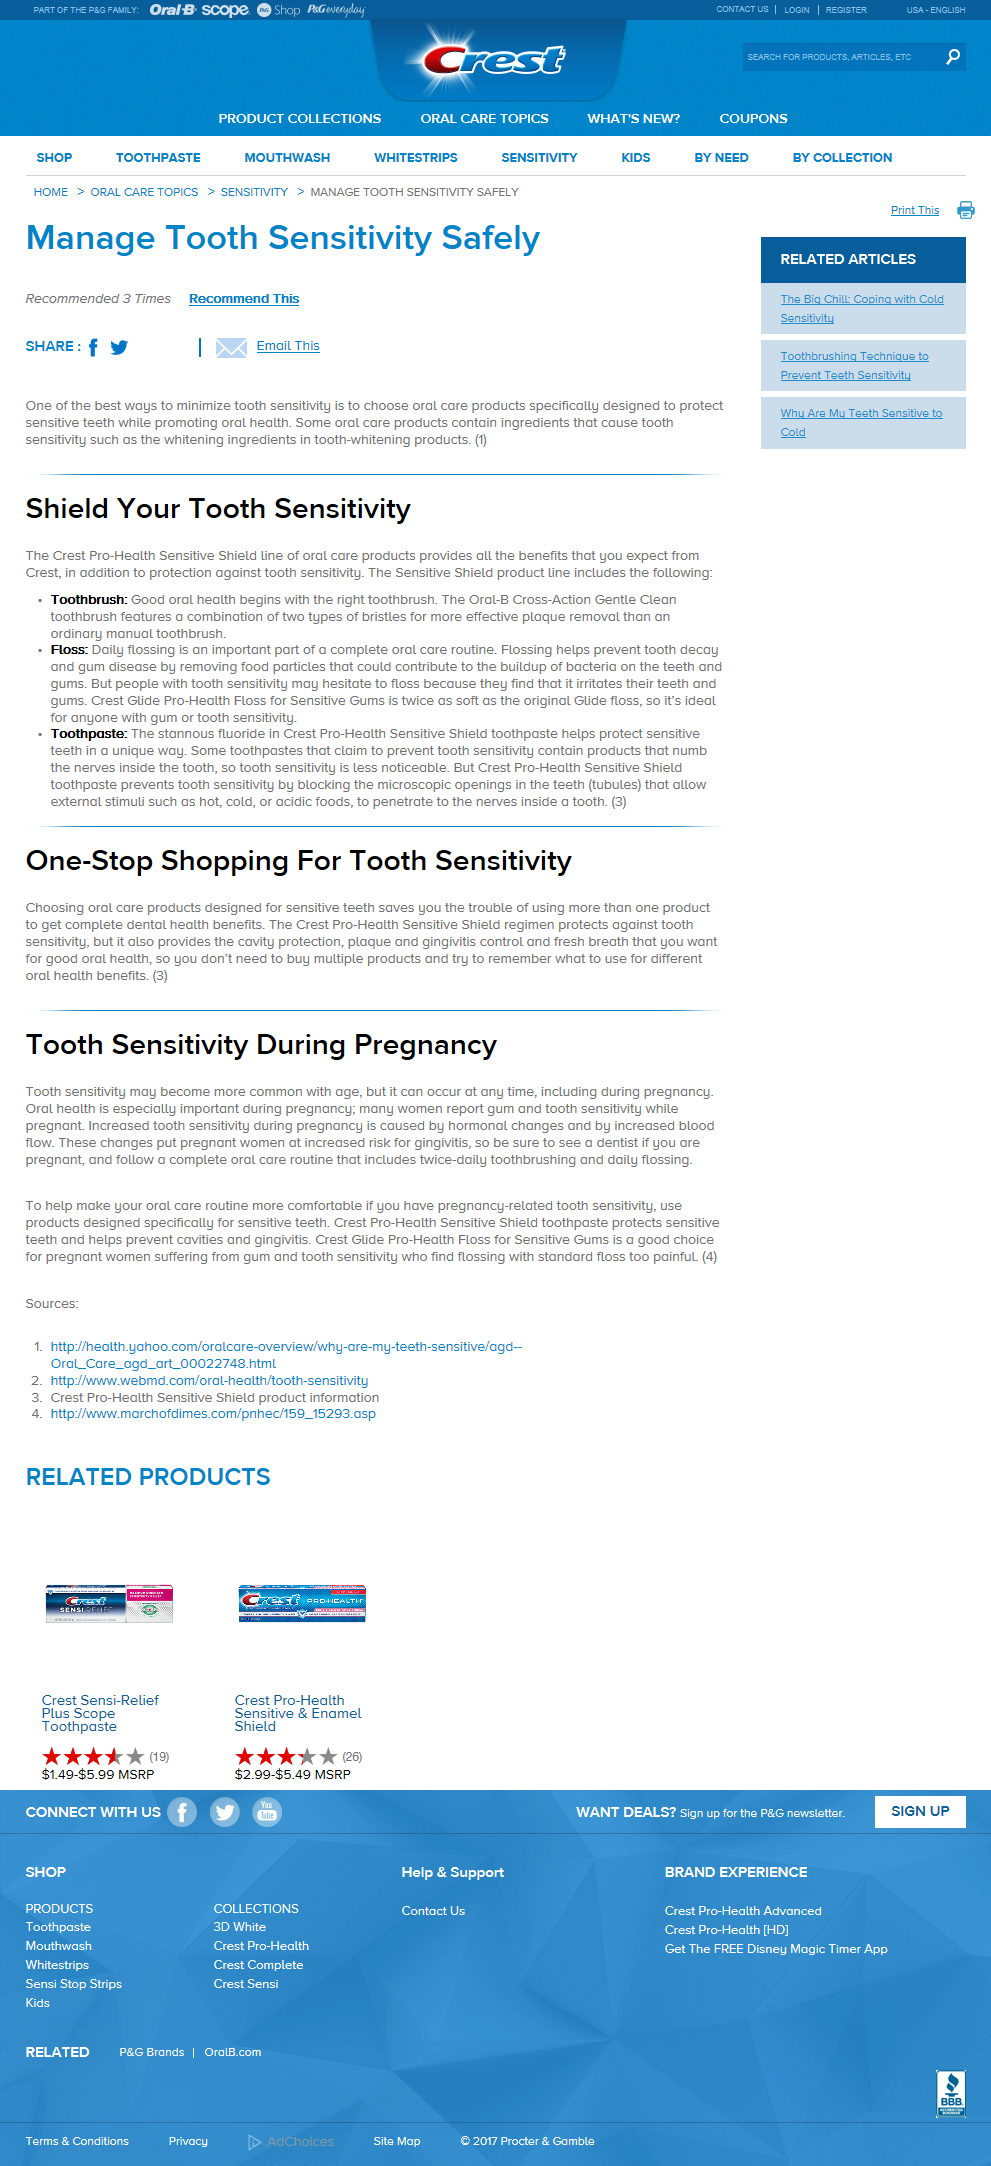 PART OF THE P&G FAMILY: Oral-B scope. P&G Shop P&G everyday
CONTACT US | LOGIN | REGISTER USA - ENGLISH
Crest
SEARCH FOR PRODUCTS, ARTICLES, ETC
PRODUCT COLLECTIONS ORAL CARE TOPICS WHAT'S NEW? COUPONS
SHOP TOOTHPASTE MOUTHWASH WHITESTRIPS SENSITIVITY KIDS BY NEED BY COLLECTION
HOME > ORAL CARE TOPICS > SENSITIVITY > MANAGE TOOTH SENSITIVITY SAFELY
Print This
Manage Tooth Sensitivity Safely
Recommended 3 Times Recommend This
SHARE : Email This
RELATED ARTICLES
The Big Chill: Coping with Cold
Sensitivity
Toothbrushing Technique to
Prevent Teeth Sensitivity
Why Are My Teeth Sensitive to
Cold
One of the best ways to minimize tooth sensitivity is to choose oral care products specifically designed to protect
sensitive teeth while promoting oral health. Some oral care products contain ingredients that cause tooth
sensitivity such as the whitening ingredients in tooth-whitening products. (1)
Shield Your Tooth Sensitivity
The Crest Pro-Health Sensitive Shield line of oral care products provides all the benefits that you expect from
Crest, in addition to protection against tooth sensitivity. The Sensitive Shield product line includes the following:
• Toothbrush: Good oral health begins with the right toothbrush. The Oral-B Cross-Action Gentle Clean
toothbrush features a combination of two types of bristles for more effective plaque removal than an
ordinary manual toothbrush.
• Floss: Daily flossing is an important part of a complete oral care routine. Flossing helps prevent tooth decay
and gum disease by removing food particles that could contribute to the buildup of bacteria on the teeth and
gums. But people with tooth sensitivity may hesitate to floss because they find that it irritates their teeth and
gums. Crest Glide Pro-Health Floss for Sensitive Gums is twice as soft as the original Glide floss, so it's ideal
for anyone with gum or tooth sensitivity.
• Toothpaste: The stannous fluoride in Crest Pro-Health Sensitive Shield toothpaste helps protect sensitive
teeth in a unique way. Some toothpastes that claim to prevent tooth sensitivity contain products that numb
the nerves inside the tooth, so tooth sensitivity is less noticeable. But Crest Pro-Health Sensitive Shield
toothpaste prevents tooth sensitivity by blocking the microscopic openings in the teeth (tubules) that allow
external stimuli such as hot, cold, or acidic foods, to penetrate to the nerves inside a tooth. (3)
One-Stop Shopping For Tooth Sensitivity
Choosing oral care products designed for sensitive teeth saves you the trouble of using more than one product
to get complete dental health benefits. The Crest Pro-Health Sensitive Shield regimen protects against tooth
sensitivity, but it also provides the cavity protection, plaque and gingivitis control and fresh breath that you want
for good oral health, so you don't need to buy multiple products and try to remember what to use for different
oral health benefits. (3)
Tooth Sensitivity During Pregnancy
Tooth sensitivity may become more common with age, but it can occur at any time, including during pregnancy.
Oral health is especially important during pregnancy; many women report gum and tooth sensitivity while
pregnant. Increased tooth sensitivity during pregnancy is caused by hormonal changes and by increased blood
flow. These changes put pregnant women at increased risk for gingivitis, so be sure to see a dentist if you are
pregnant, and follow a complete oral care routine that includes twice-daily toothbrushing and daily flossing.
To help make your oral care routine more comfortable if you have pregnancy-related tooth sensitivity, use
products designed specifically for sensitive teeth. Crest Pro-Health Sensitive Shield toothpaste protects sensitive
teeth and helps prevent cavities and gingivitis. Crest Glide Pro-Health Floss for Sensitive Gums is a good choice
for pregnant women suffering from gum and tooth sensitivity who find flossing with standard floss too painful. (4)
Sources:
1. http://health.yahoo.com/oralcare-overview/why-are-my-teeth-sensitive/agd--
Oral_Care_agd_art_00022748.html
2. http://www.webmd.com/oral-health/tooth-sensitivity
3. Crest Pro-Health Sensitive Shield product information
4. http://www.marchofdimes.com/pnhec/159_15293.asp
RELATED PRODUCTS
Crest SENSI-RELIEF
Crest PRO-HEALTH
Crest Sensi-Relief
Plus Scope
Toothpaste
(19)
$1.49-$5.99 MSRP
Crest Pro-Health
Sensitive & Enamel
Shield
(26)
$2.99-$5.49 MSRP
CONNECT WITH US You Tube
WANT DEALS? Sign up for the P&G newsletter. SIGN UP
SHOP
PRODUCTS
Toothpaste
Mouthwash
Whitestrips
Sensi Stop Strips
Kids
COLLECTIONS
3D White
Crest Pro-Health
Crest Complete
Crest Sensi
Help & Support
Contact Us
BRAND EXPERIENCE
Crest Pro-Health Advanced
Crest Pro-Health [HD]
Get The FREE Disney Magic Timer App
RELATED P&G Brands | OralB.com
BBB
ACCREDITED
BUSINESS
Terms & Conditions Privacy AdChoices Site Map © 2017 Procter & Gamble